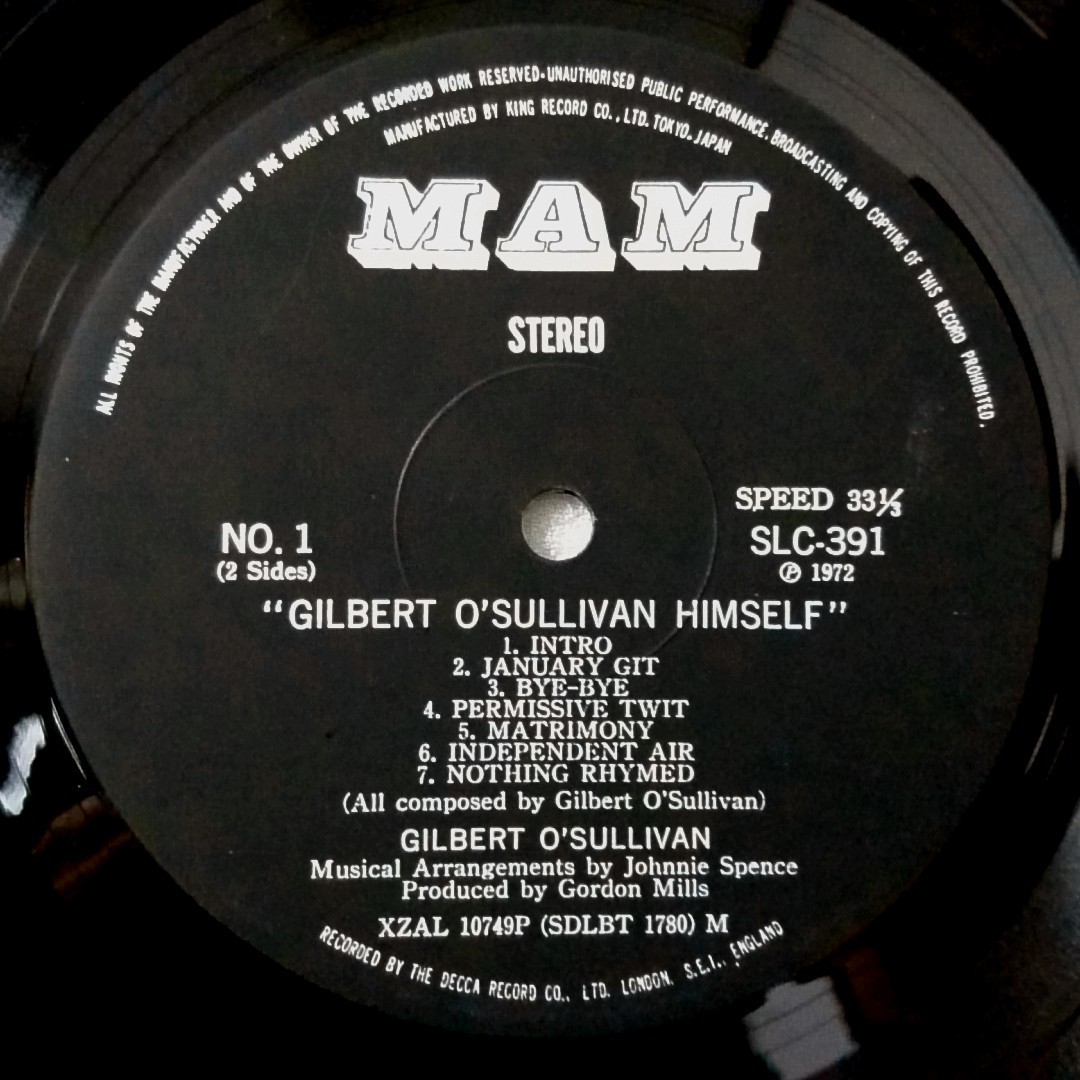 ALL RIGHTS OF THE MANUFACTURER AND OF THE OWNER OF THE RECORDED WORK RESERVED-UNAUTHORISED PUBLIC PERFORMANCE, BROADCASTING AND COPYING OF THIS RECORD PROHIBITED.
MANUFACTURED BY KING RECORD CO., LTD. TOKYO. JAPAN
MAM
STEREO
SPEED 33⅓
NO. 1
SLC-391
(2 Sides)
℗ 1972
“GILBERT O'SULLIVAN HIMSELF”
1. INTRO
2. JANUARY GIT
3. BYE-BYE
4. PERMISSIVE TWIT
5. MATRIMONY
6. INDEPENDENT AIR
7. NOTHING RHYMED
(All composed by Gilbert O'Sullivan)
GILBERT O'SULLIVAN
Musical Arrangements by Johnnie Spence
Produced by Gordon Mills
XZAL 10749P (SDLBT 1780) M
RECORDED BY THE DECCA RECORD CO., LTD. LONDON. S.E.I., ENGLAND